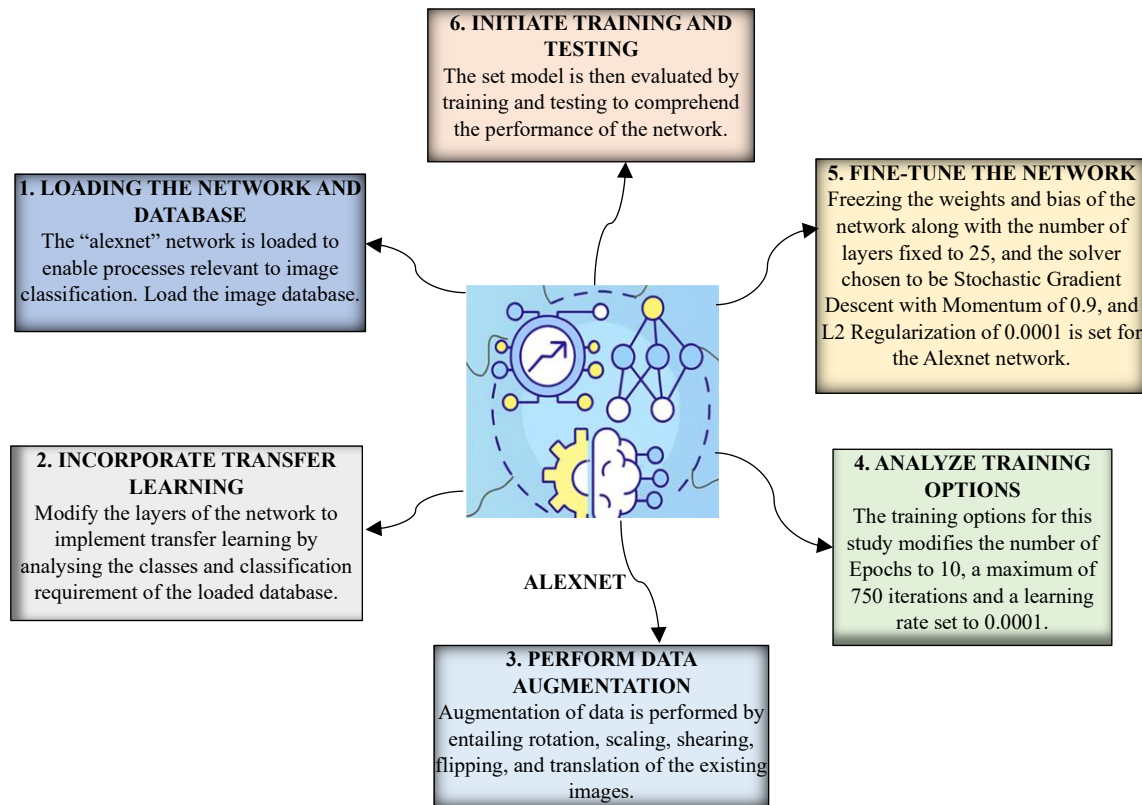 1. LOADING THE NETWORK AND
DATABASE
The “alexnet” network is loaded to
enable processes relevant to image
classification. Load the image database.
2. INCORPORATE TRANSFER
LEARNING
Modify the layers of the network to
implement transfer learning by
analysing the classes and classification
requirement of the loaded database.
3. PERFORM DATA
AUGMENTATION
Augmentation of data is performed by
entailing rotation, scaling, shearing,
flipping, and translation of the existing
images.
4. ANALYZE TRAINING
OPTIONS
The training options for this
study modifies the number of
Epochs to 10, a maximum of
750 iterations and a learning
rate set to 0.0001.
5. FINE-TUNE THE NETWORK
Freezing the weights and bias of the
network along with the number of
layers fixed to 25, and the solver
chosen to be Stochastic Gradient
Descent with Momentum of 0.9, and
L2 Regularization of 0.0001 is set for
the Alexnet network.
6. INITIATE TRAINING AND
TESTING
The set model is then evaluated by
training and testing to comprehend
the performance of the network.
ALEXNET